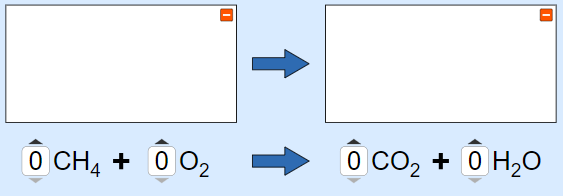 0 CH₄ + 0 O₂ → 0 CO₂ + 0 H₂O